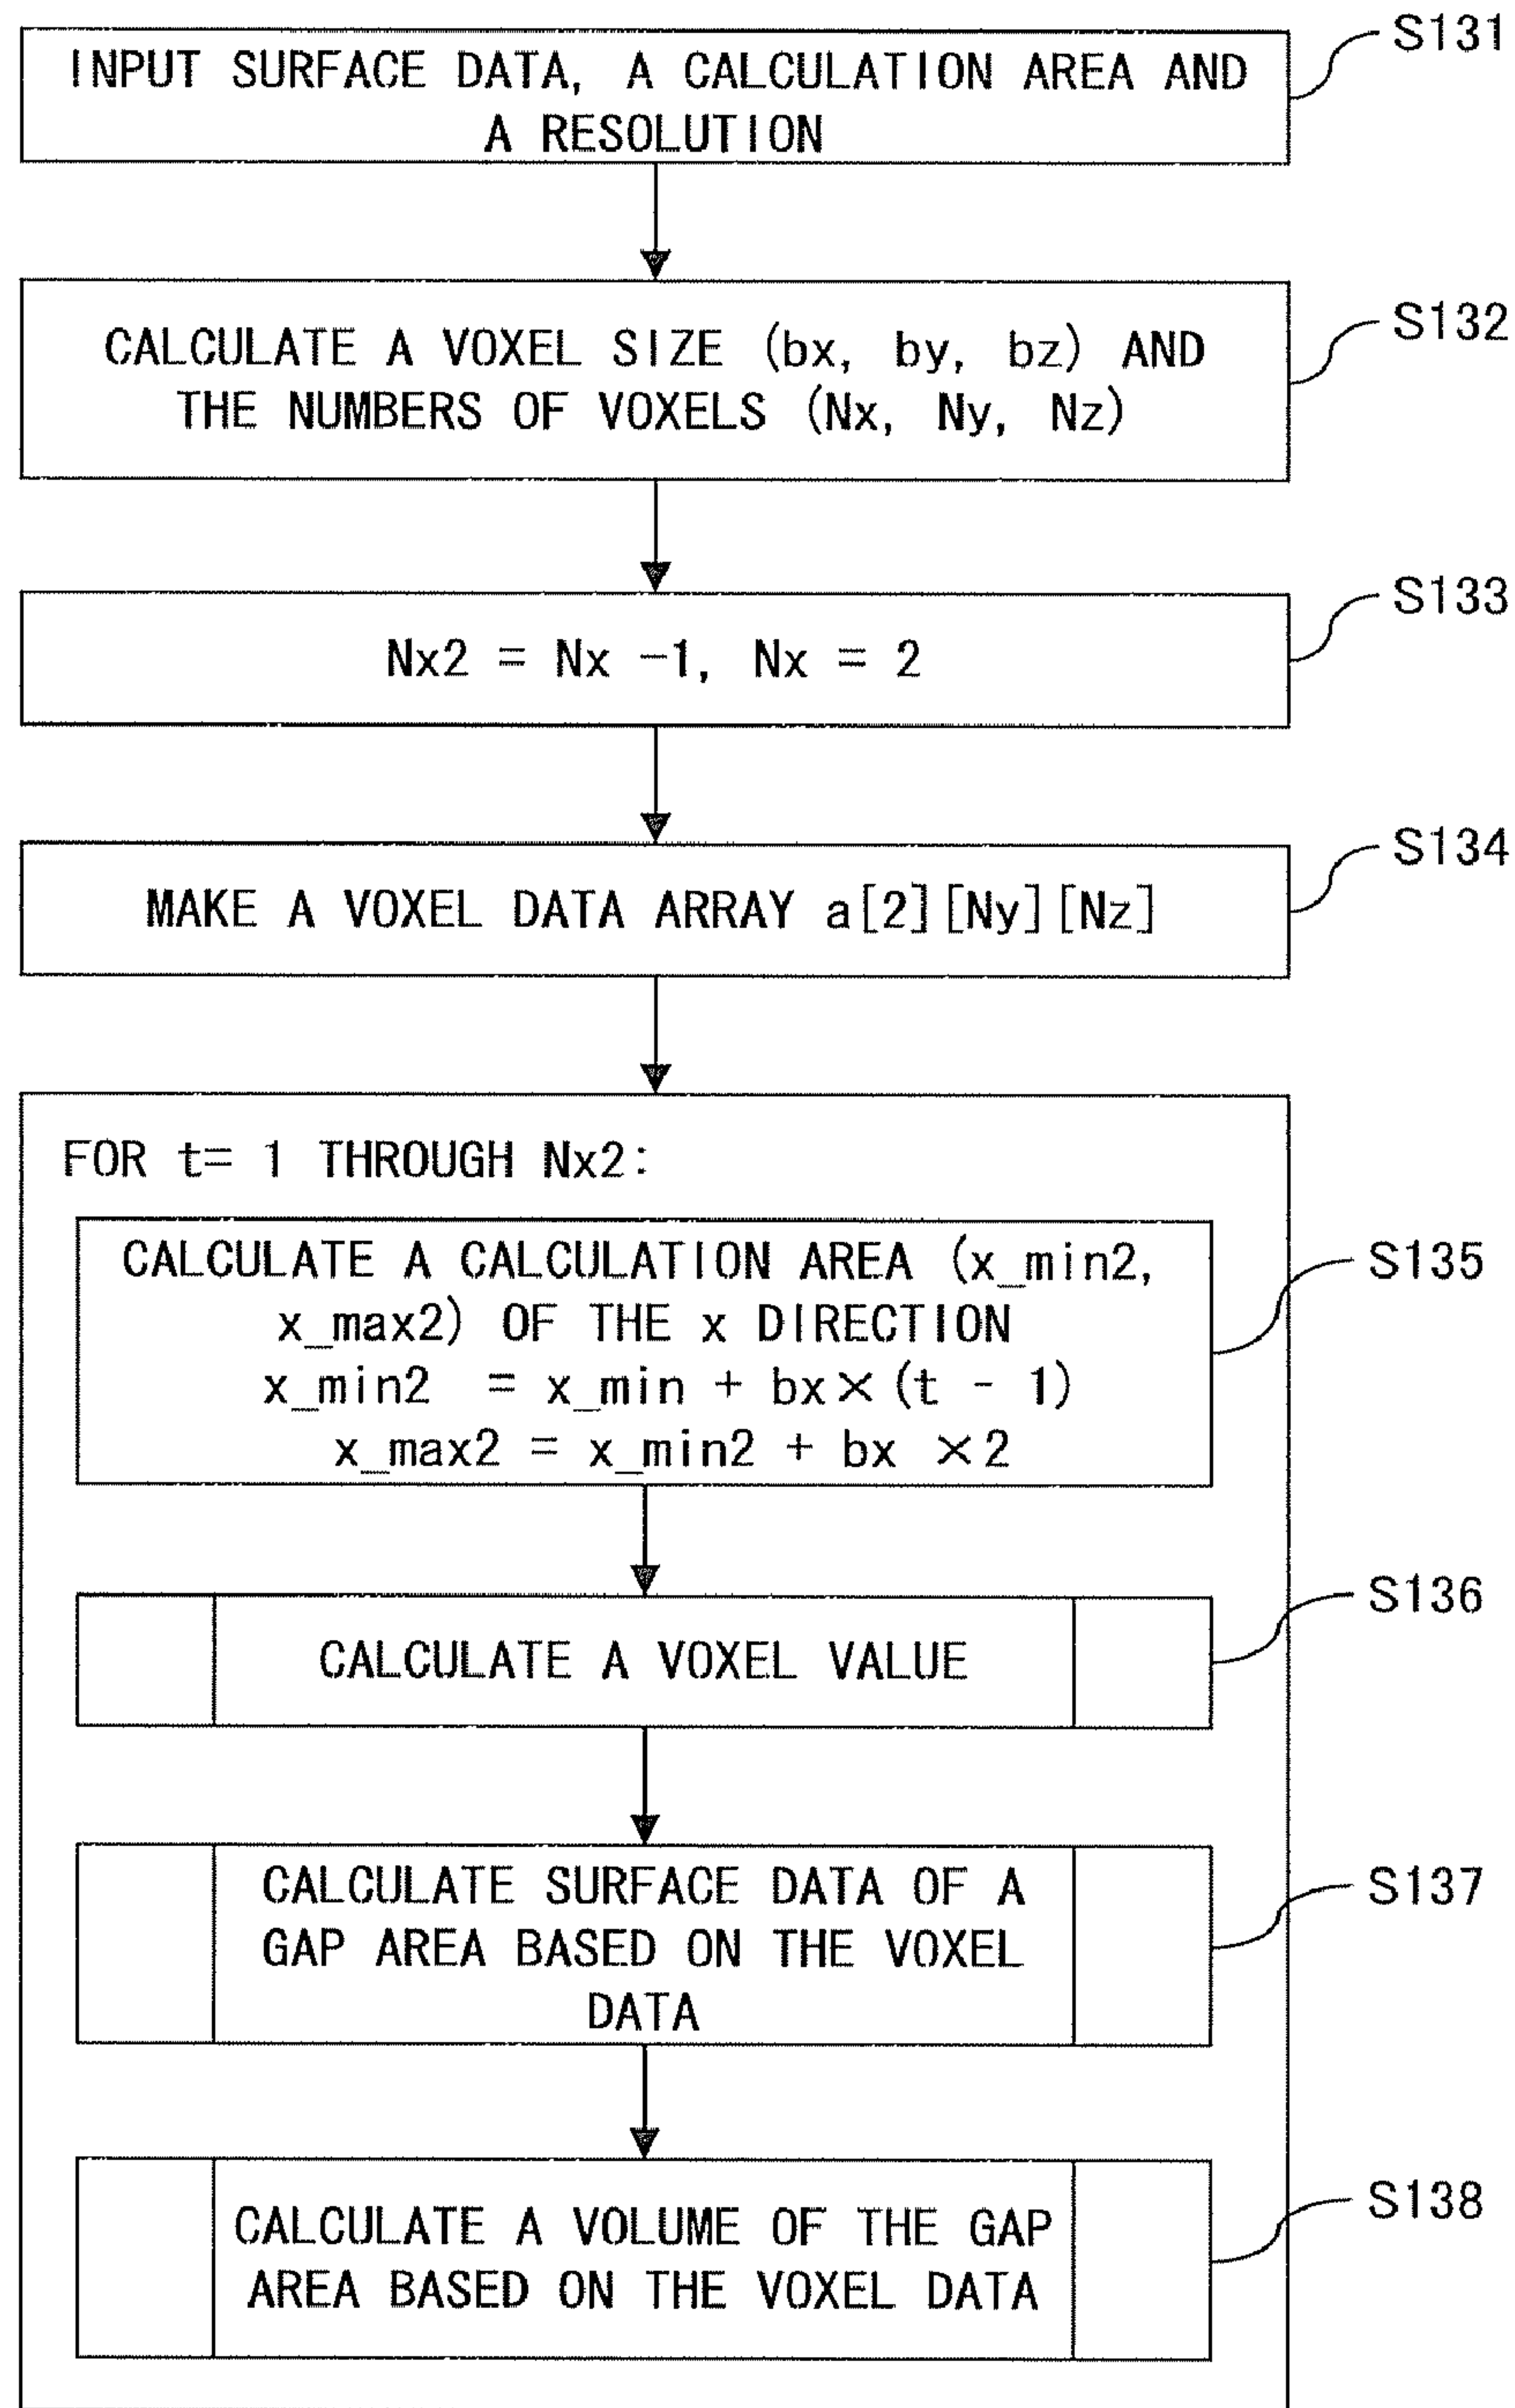 S131
INPUT SURFACE DATA, A CALCULATION AREA AND
A RESOLUTION
S132
CALCULATE A VOXEL SIZE (bx, by, bz) AND
THE NUMBERS OF VOXELS (Nx, Ny, Nz)
S133
Nx2 = Nx -1, Nx = 2
S134
MAKE A VOXEL DATA ARRAY a[2][Ny][Nz]
FOR t= 1 THROUGH Nx2:
S135
CALCULATE A CALCULATION AREA (x_min2,
x_max2) OF THE x DIRECTION
x_min2 = x_min + bx×(t - 1)
x_max2 = x_min2 + bx ×2
S136
CALCULATE A VOXEL VALUE
S137
CALCULATE SURFACE DATA OF A
GAP AREA BASED ON THE VOXEL
DATA
S138
CALCULATE A VOLUME OF THE GAP
AREA BASED ON THE VOXEL DATA